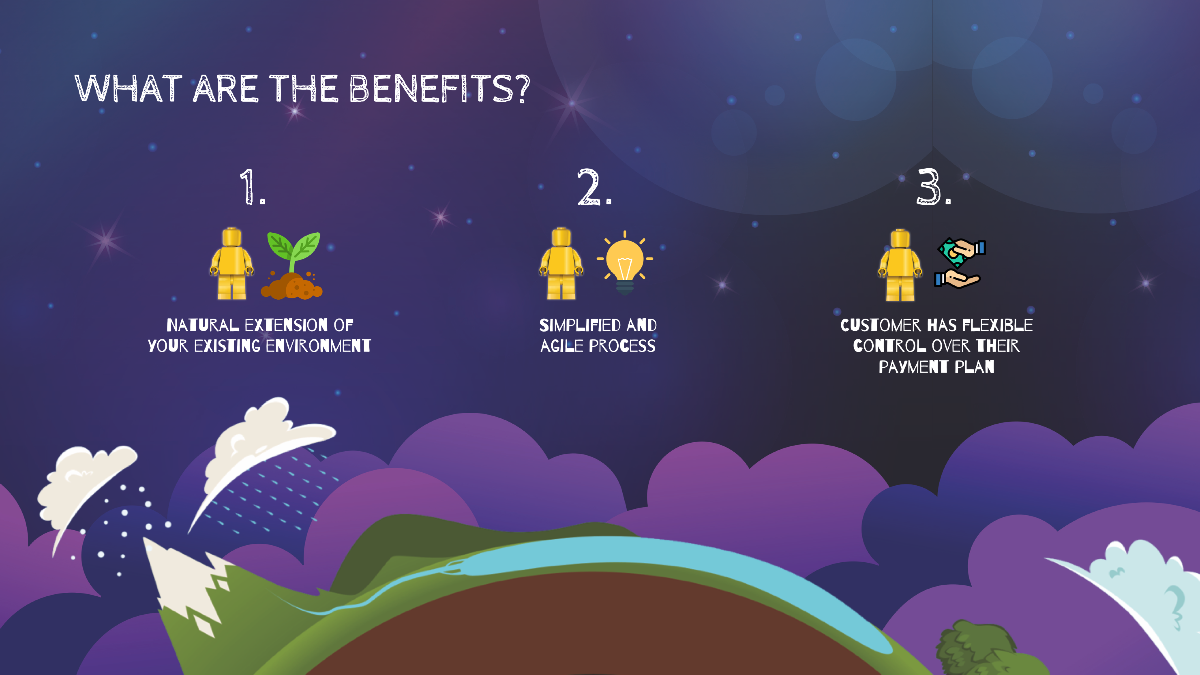 WHAT ARE THE BENEFITS?
1.
NATURAL EXTENSION OF
YOUR EXISTING ENVIRONMENT
2.
SIMPLIFIED AND
AGILE PROCESS
3.
CUSTOMER HAS FLEXIBLE
CONTROL OVER THEIR
PAYMENT PLAN